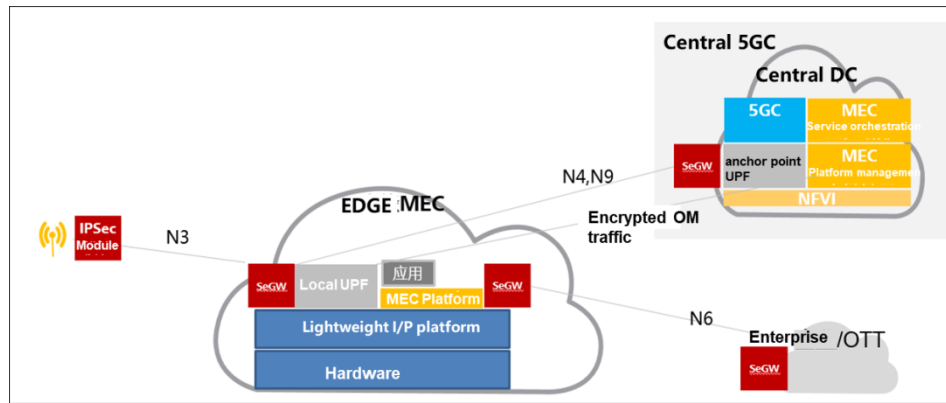 Central 5GC
Central DC
5GC
MEC
Service orchestration
SeGW
anchor point
UPF
MEC
Platform managemen
NFVI
N4,N9
EDGE MEC
Encrypted OM
traffic
IPSec
Module
N3
SeGW
Local UPF
应用
MEC Platform
SeGW
Lightweight I/P platform
N6
Enterprise /OTT
Hardware
SeGW